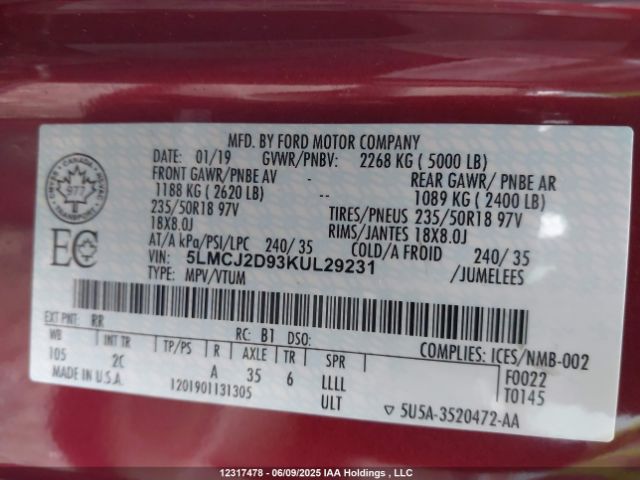 MFD. BY FORD MOTOR COMPANY
DATE: 01/19 GVWR/PNBV: 2268 KG ( 5000 LB)
FRONT GAWR/PNBE AV - REAR GAWR/ PNBE AR
1188 KG ( 2620 LB) -- 1089 KG ( 2400 LB)
235/50R18 97V TIRES/PNEUS 235/50R18 97V
18X8.0J RIMS/JANTES 18X8.0J
AT/A kPa/PSI/LPC 240/ 35 COLD/A FROID 240/ 35
VIN: 5LMCJ2D93KUL29231 /JUMELEES
TYPE: MPV/VTUM
CANADA
977
TRANSPORT
EC
EXT PNT: RR RC: B1 DSO:
WB INT TR TP/PS R AXLE TR SPR
105 2C A 35 6 LLLL
ULT
COMPLIES: ICES/NMB-002
F0022
T0145
MADE IN U.S.A. 1201901131305
▽ 5U5A-3520472-AA
12317478 - 06/09/2025 IAA Holdings , LLC